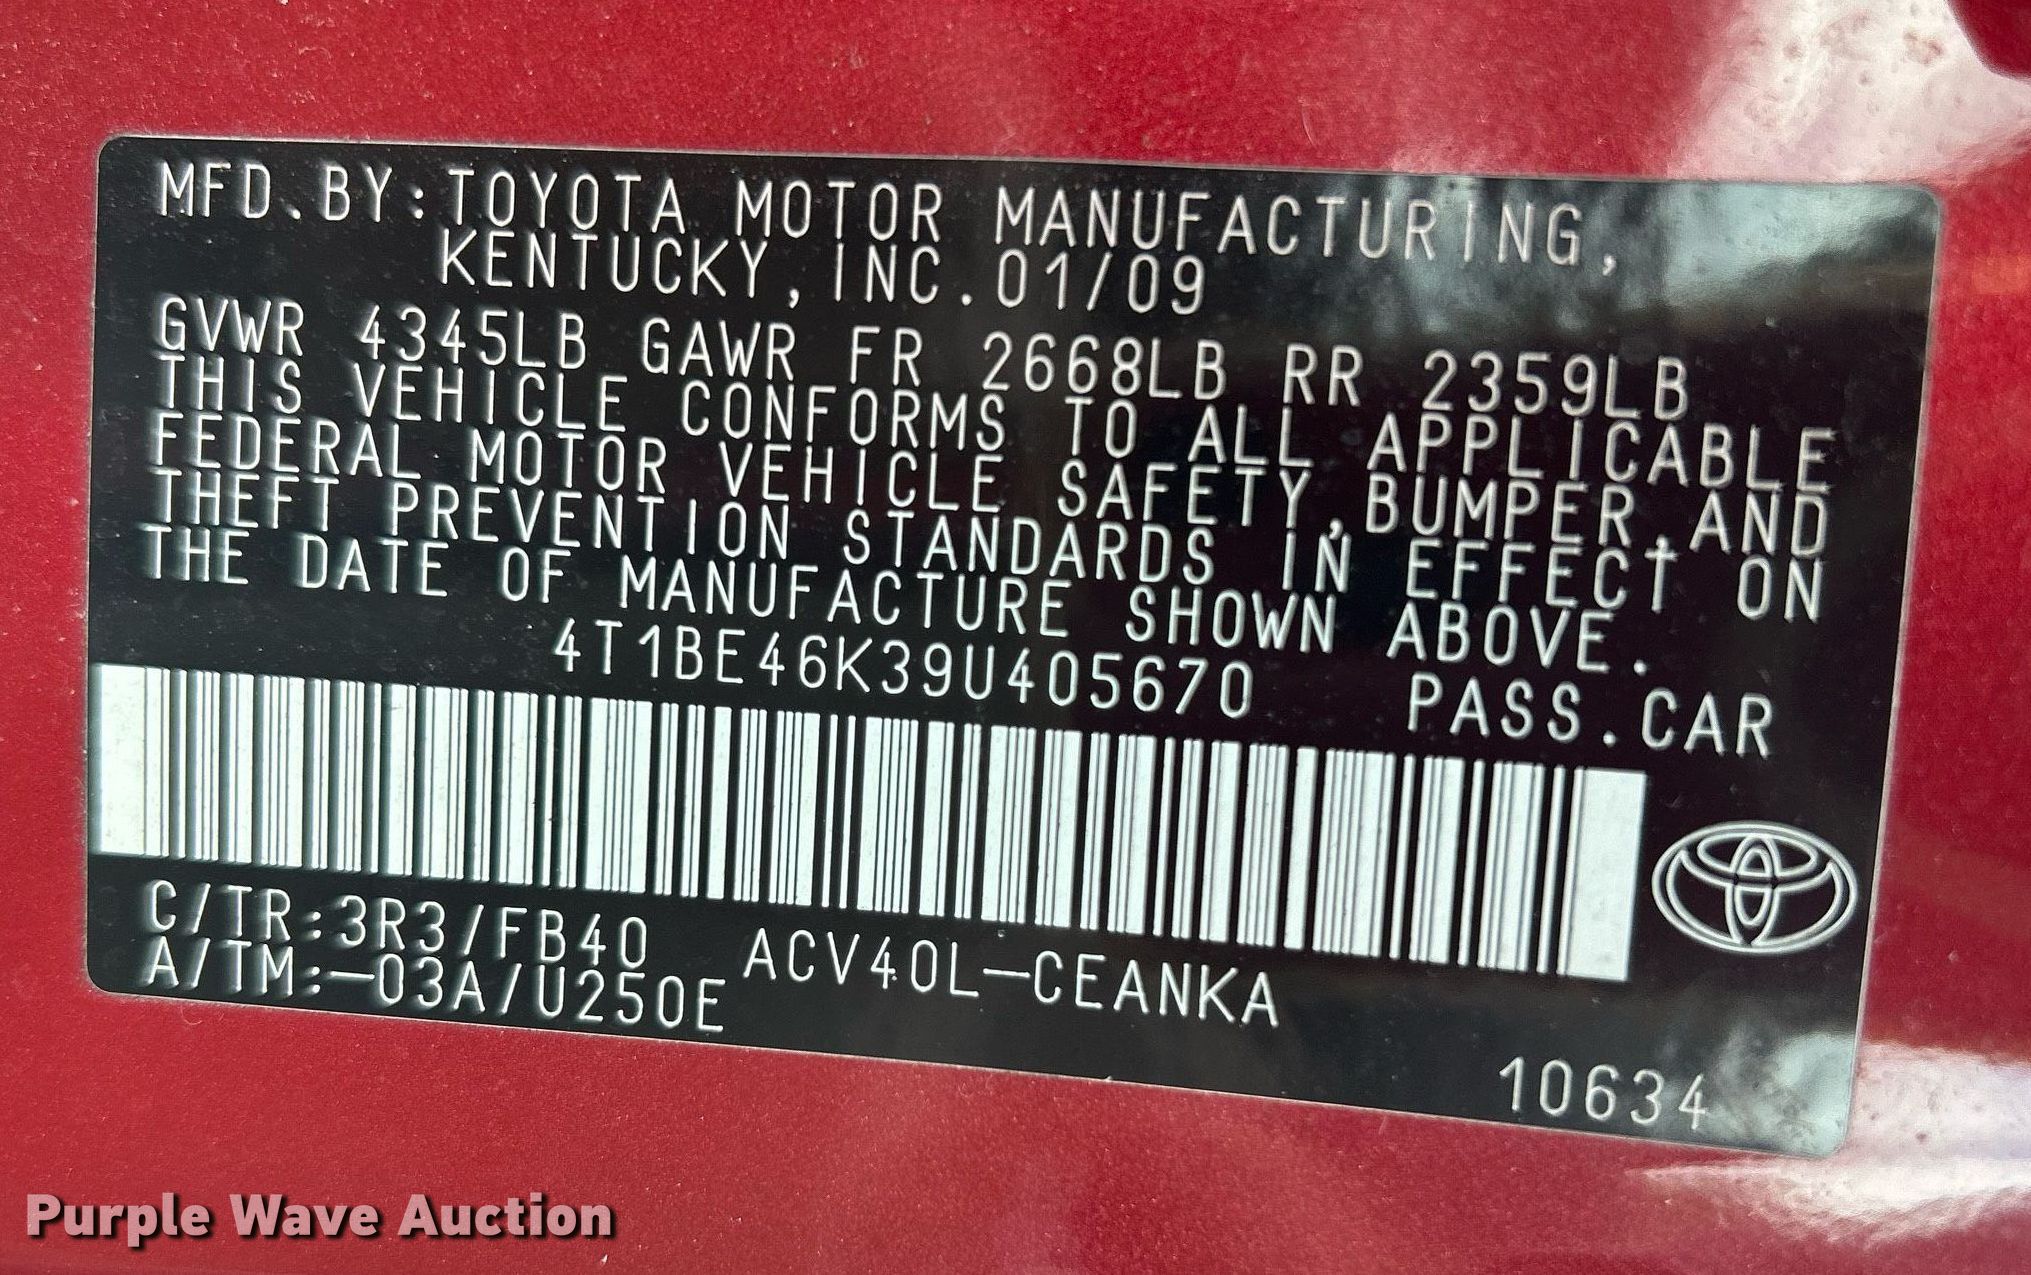 MFD.BY:TOYOTA MOTOR MANUFACTURING,
KENTUCKY, INC.01/09
GVWR 4345LB GAWR FR 2668LB RR 2359LB
THIS VEHICLE CONFORMS TO ALL APPLICABLE
FEDERAL MOTOR VEHICLE SAFETY,BUMPER,AND
THEFT PREVENTION STANDARDS IN EFFECT ON
THE DATE OF MANUFACTURE SHOWN ABOVE.
4T1BE46K39U405670 PASS.CAR
C/TR:3R3/FB40 ACV40L-CEANKA
A/TM:-03A/U250E
10634
Purple Wave Auction